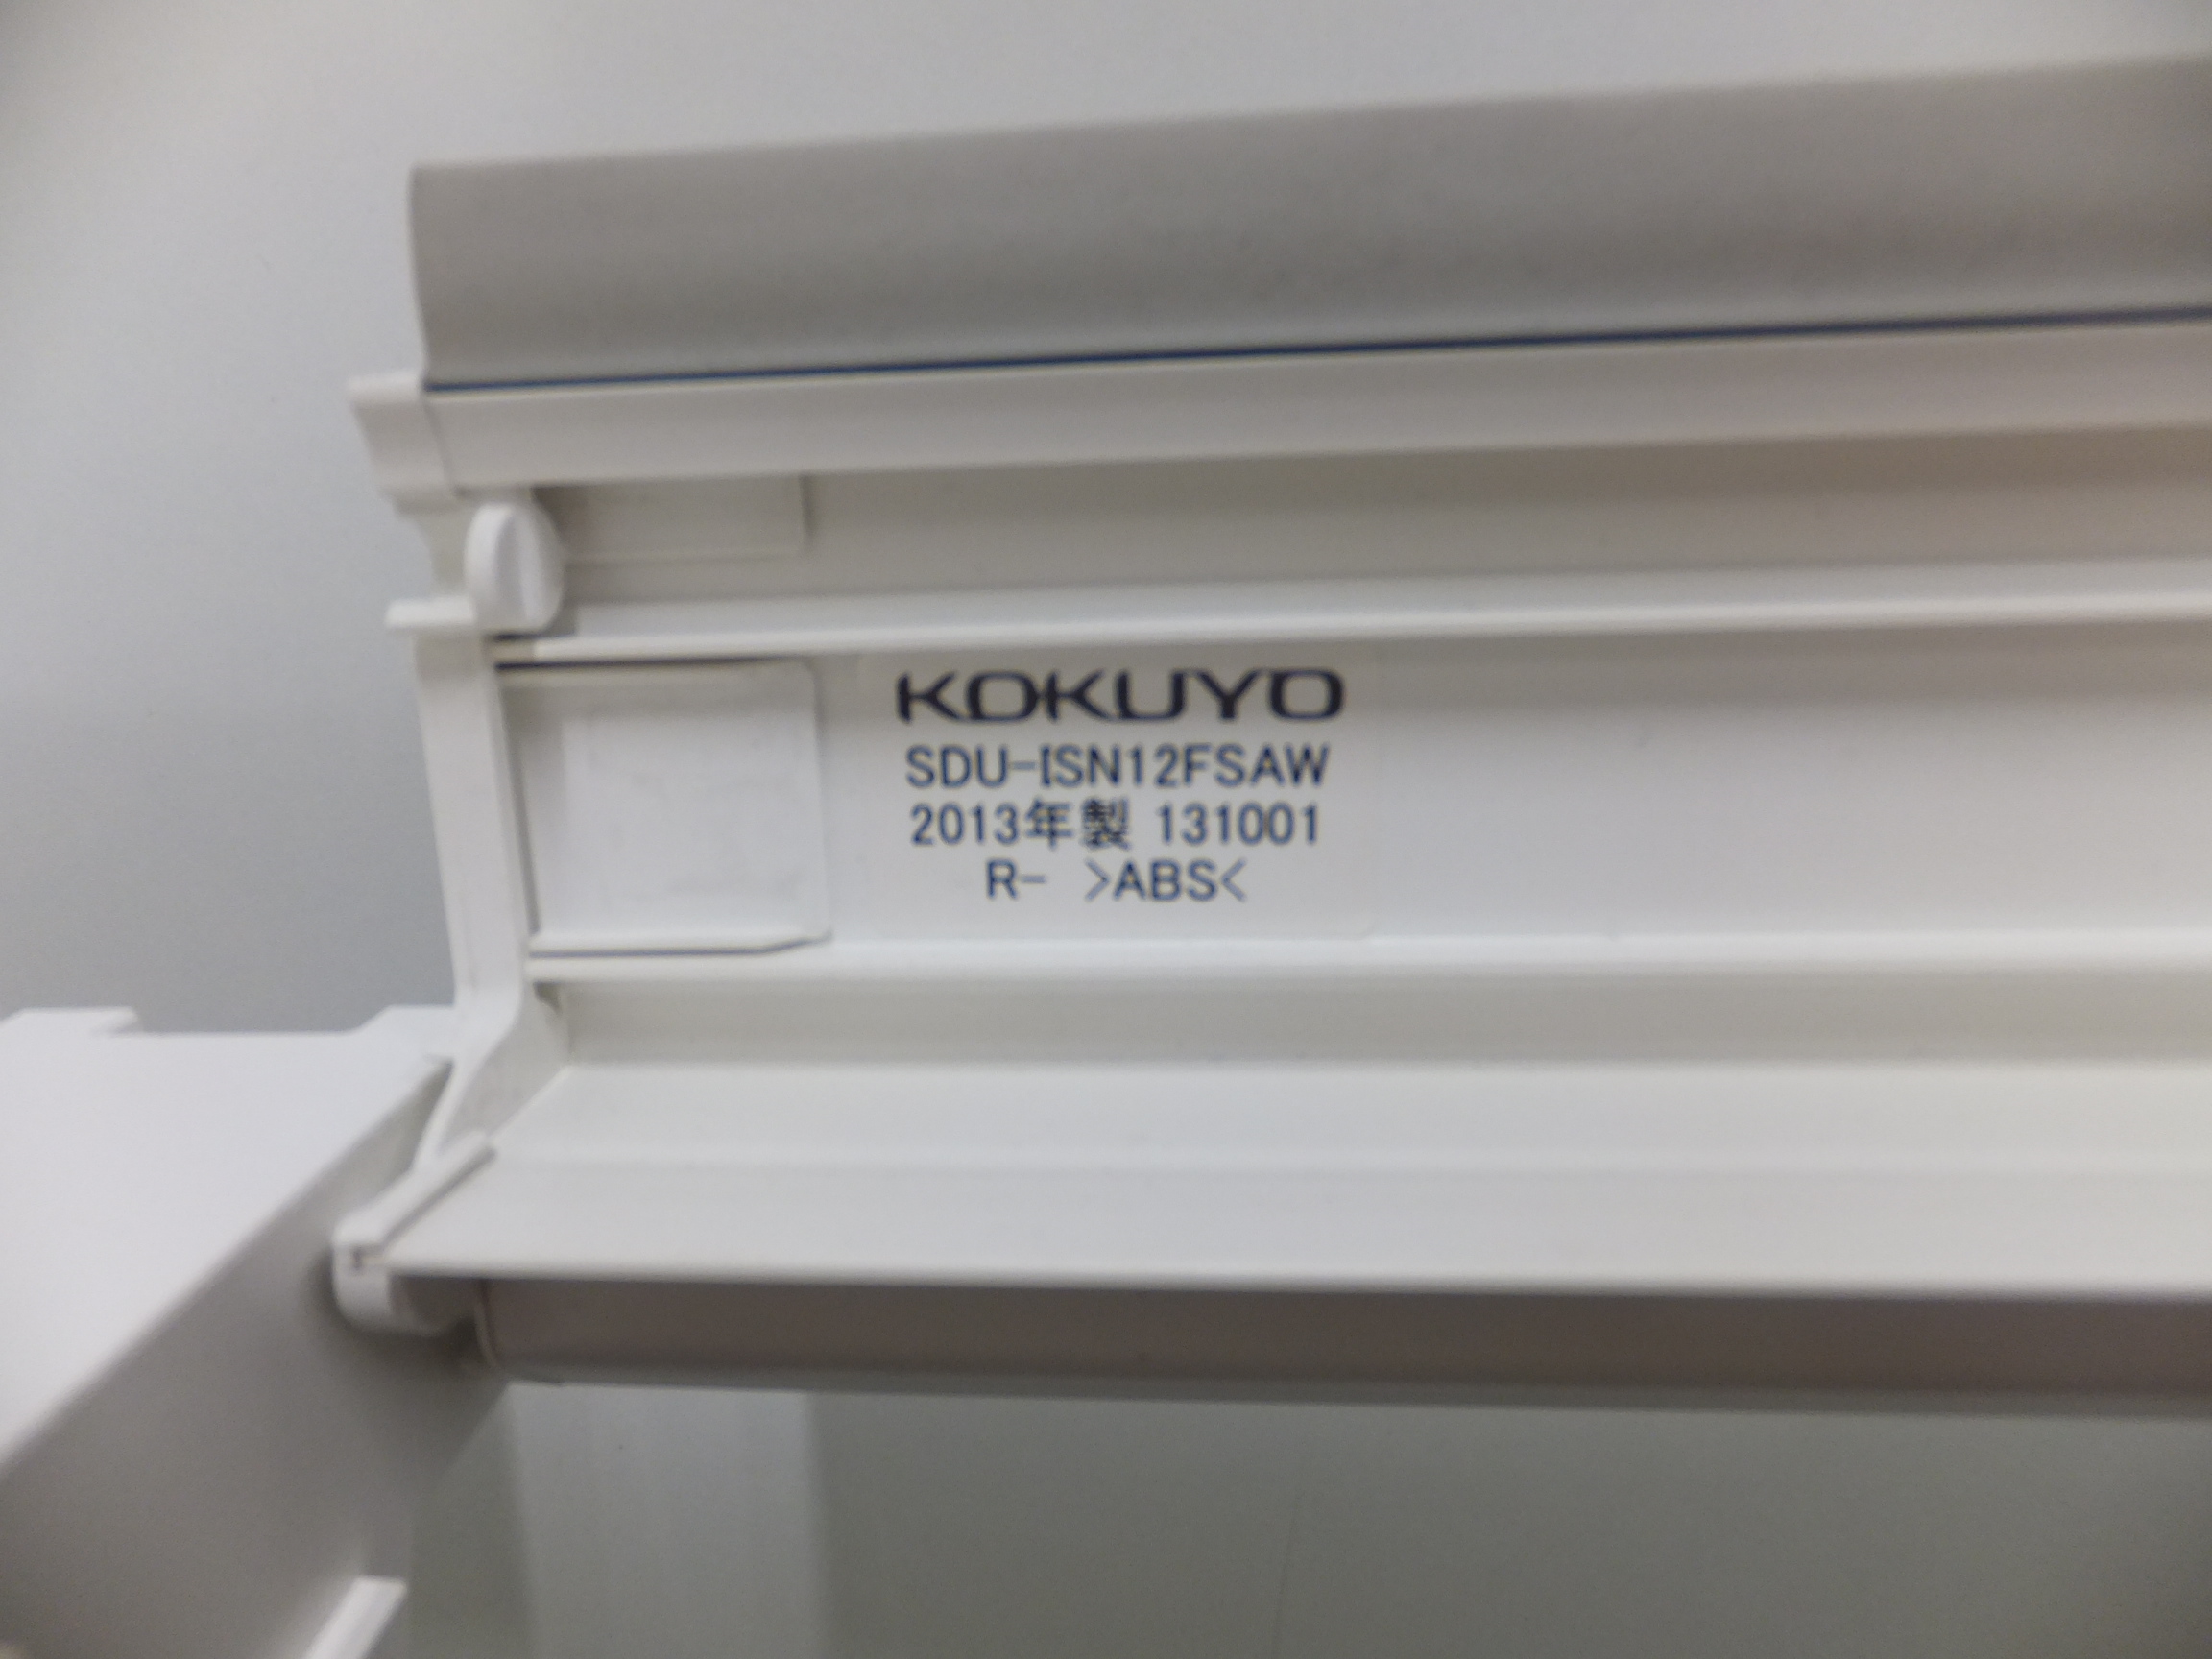 KOKUYO
SDU-ISN12FSAW
2013年製 131001
R- >ABS<